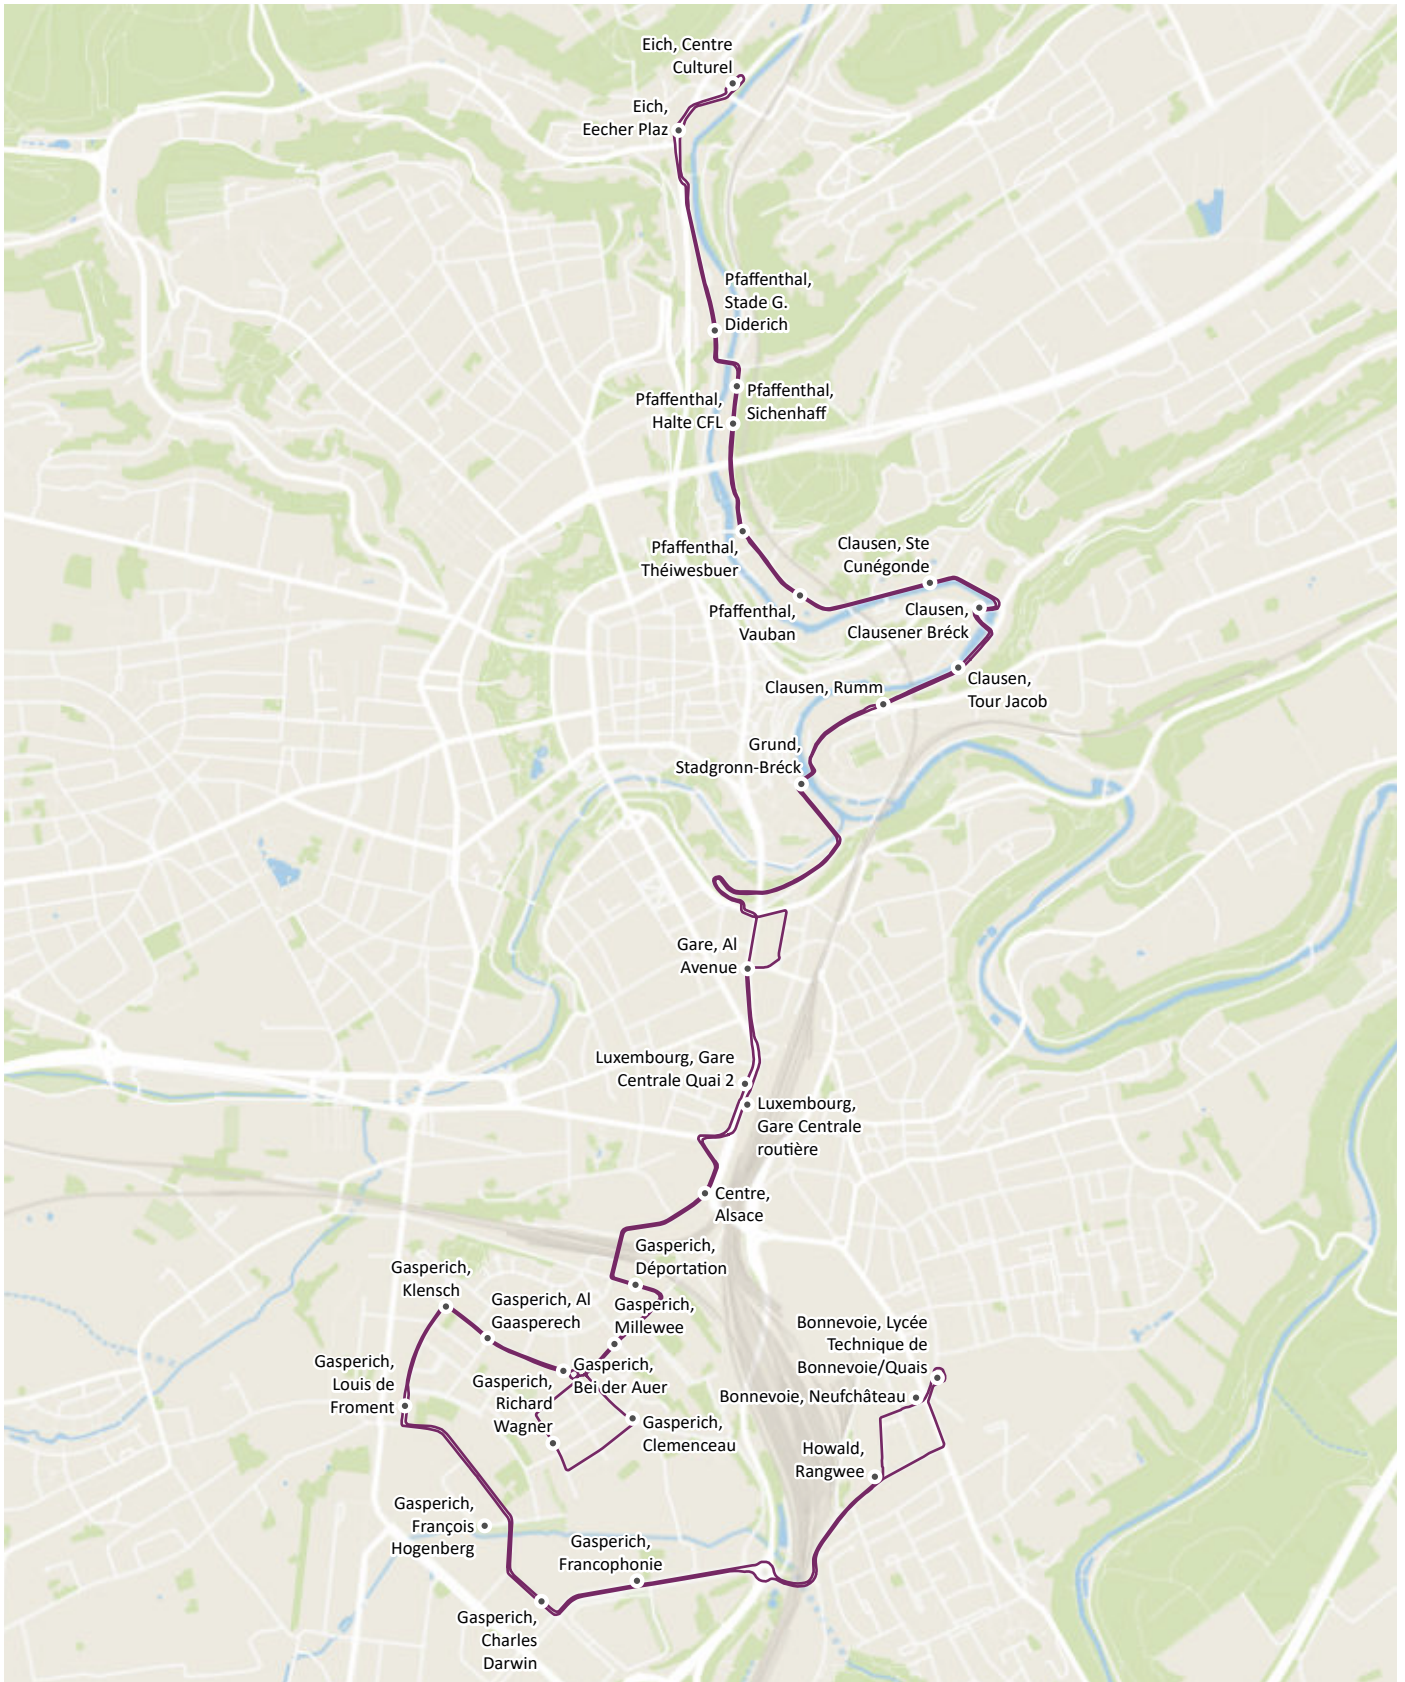 Eich, Centre
Culturel
Eich,
Eecher Plaz
Pfaffenthal,
Stade G.
Diderich
Pfaffenthal,
Sichenhaff
Pfaffenthal,
Halte CFL
Pfaffenthal,
Théiwesbuer
Clausen, Ste
Cunégonde
Pfaffenthal,
Vauban
Clausen,
Clausener Bréck
Clausen,
Tour Jacob
Clausen, Rumm
Grund,
Stadgronn-Bréck
Gare, Al
Avenue
Luxembourg, Gare
Centrale Quai 2
Luxembourg,
Gare Centrale
routière
Centre,
Alsace
Gasperich,
Déportation
Gasperich,
Klensch
Gasperich, Al
Gaasperech
Gasperich,
Millewee
Gasperich,
Bei der Auer
Gasperich,
Louis de
Froment
Gasperich,
Richard
Wagner
Gasperich,
Clemenceau
Bonnevoie, Lycée
Technique de
Bonnevoie/Quais
Bonnevoie, Neufchâteau
Howald,
Rangwee
Gasperich,
François
Hogenberg
Gasperich,
Francophonie
Gasperich,
Charles
Darwin